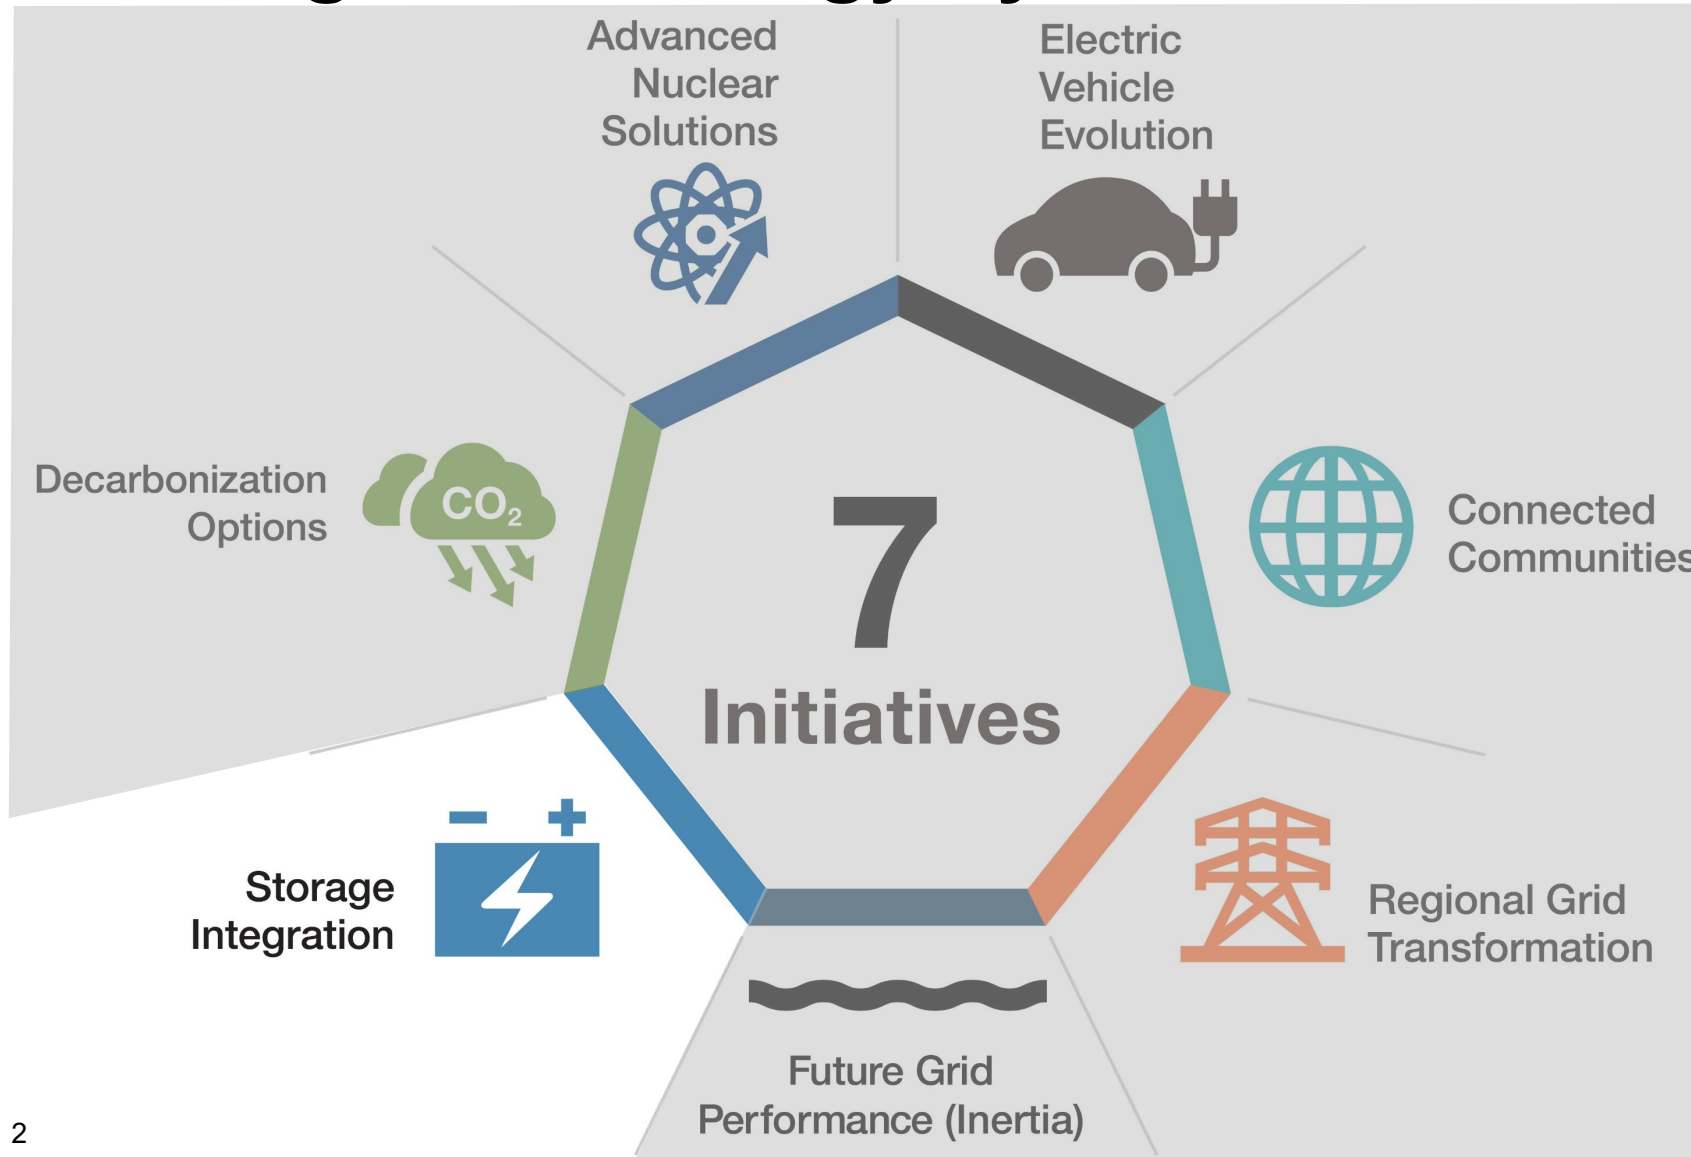 Advanced
Nuclear
Solutions
Electric
Vehicle
Evolution
Decarbonization
Options
CO₂
7
Initiatives
Connected
Communities
Storage
Integration
Regional Grid
Transformation
Future Grid
Performance (Inertia)
2